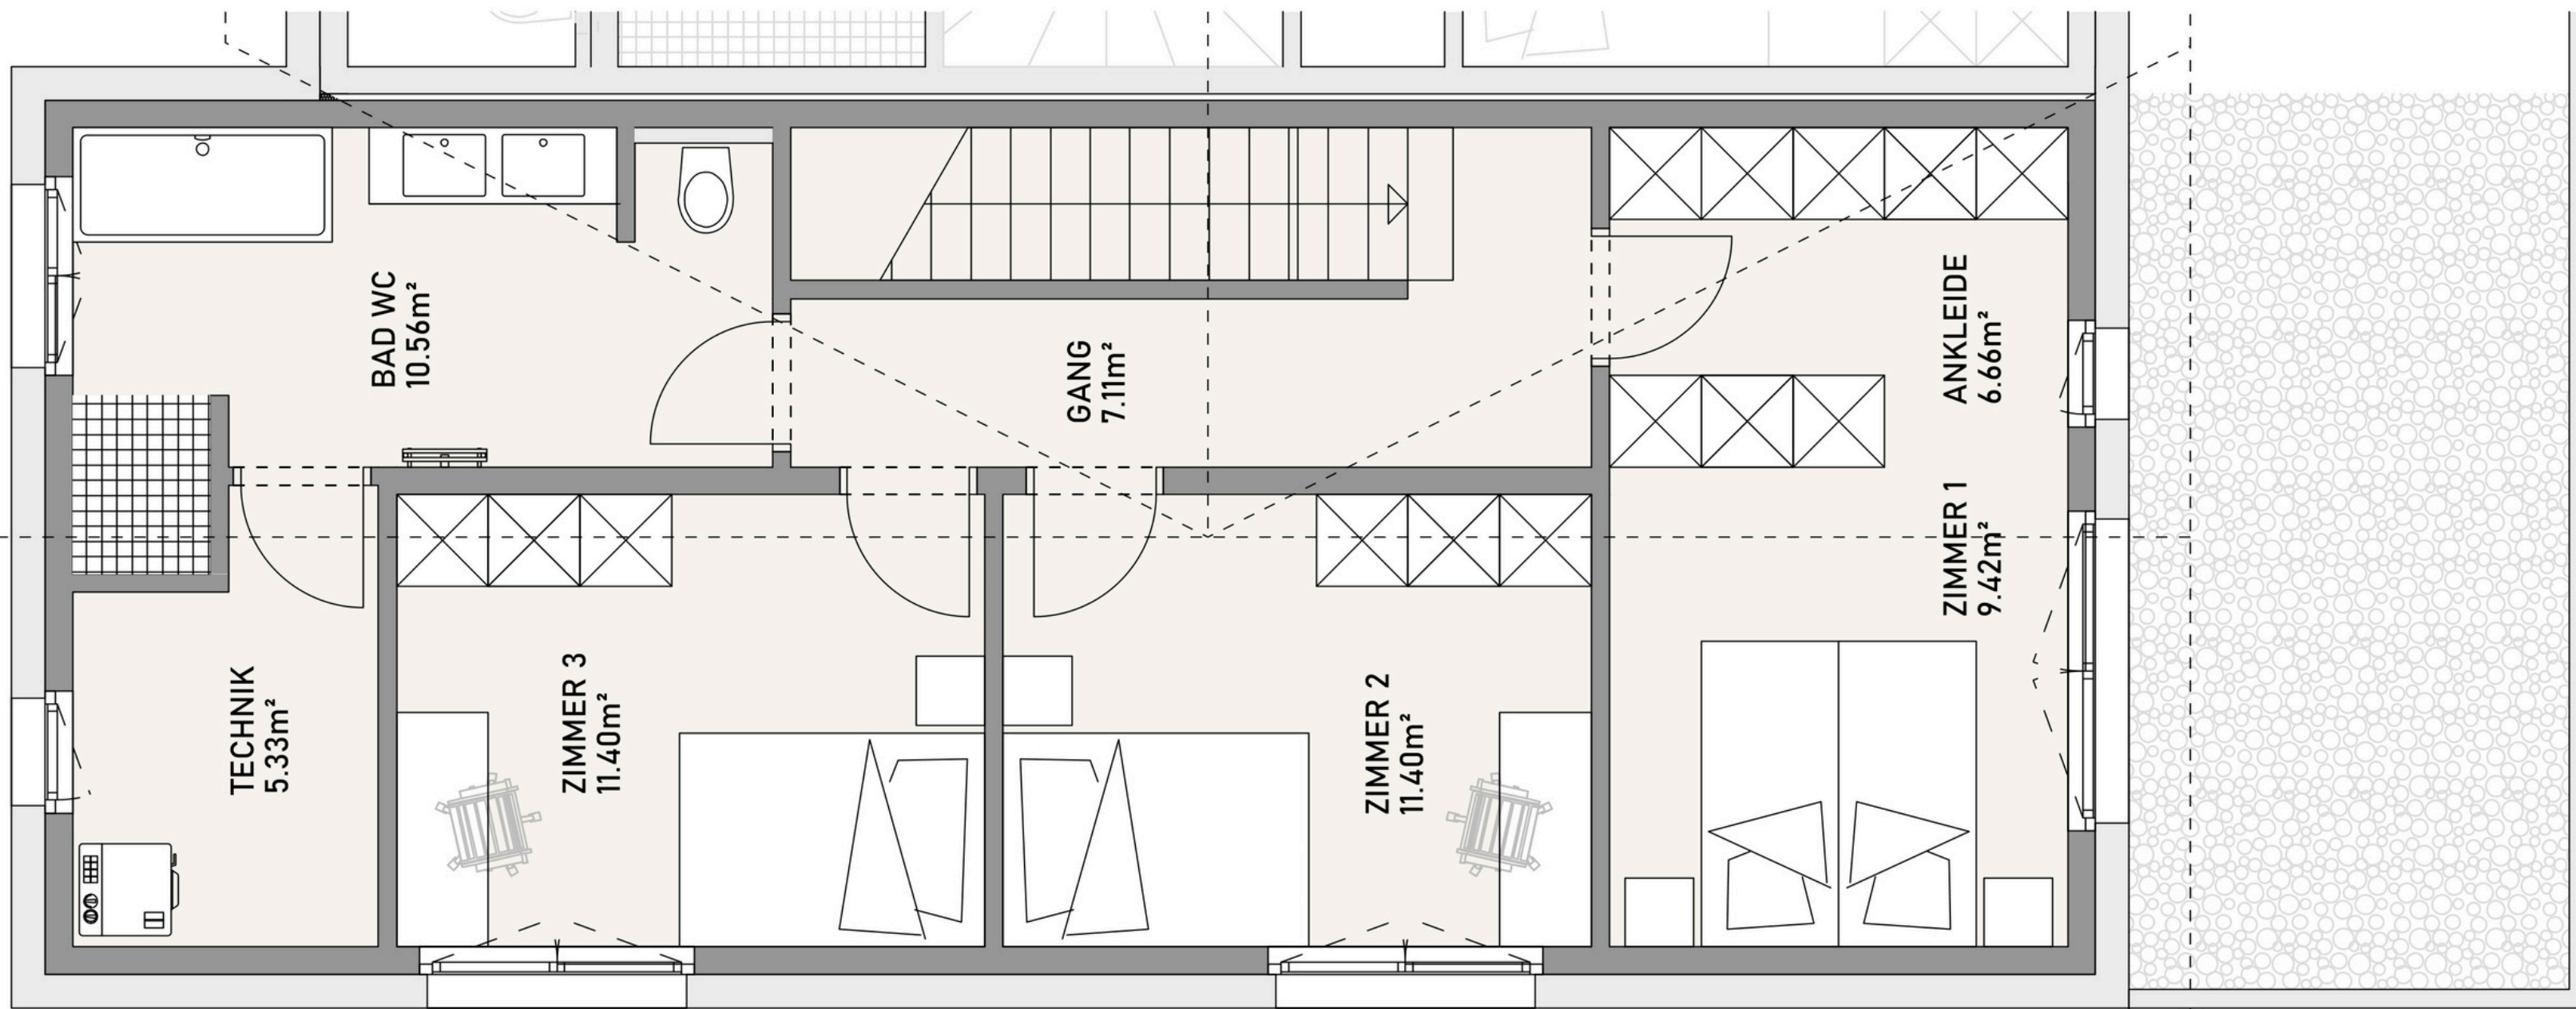 BAD WC
10.56m²
GANG
7.11m²
ANKLEIDE
6.66m²
ZIMMER 1
9.42m²
TECHNIK
5.33m²
ZIMMER 3
11.40m²
ZIMMER 2
11.40m²